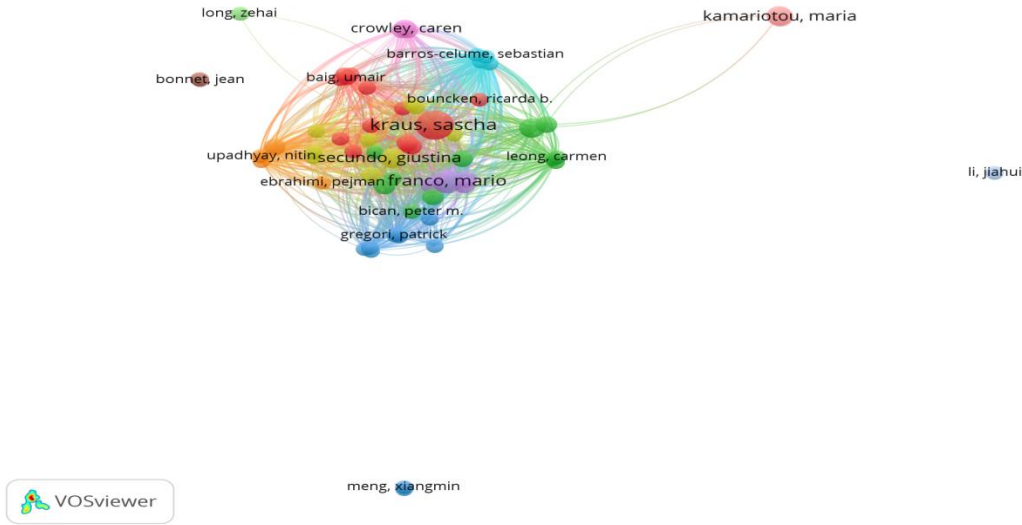 long, zehai
kamariotou, maria
crowley, caren
barros-celume, sebastian
bonnet, jean
baig, umair
bouncken, ricarda b.
kraus, sascha
upadhyay, nitin
secundo, giustina
leong, carmen
li, jiahui
ebrahimi, pejman
franco, mario
bican, peter m.
gregori, patrick
meng, xiangmin
VOSviewer